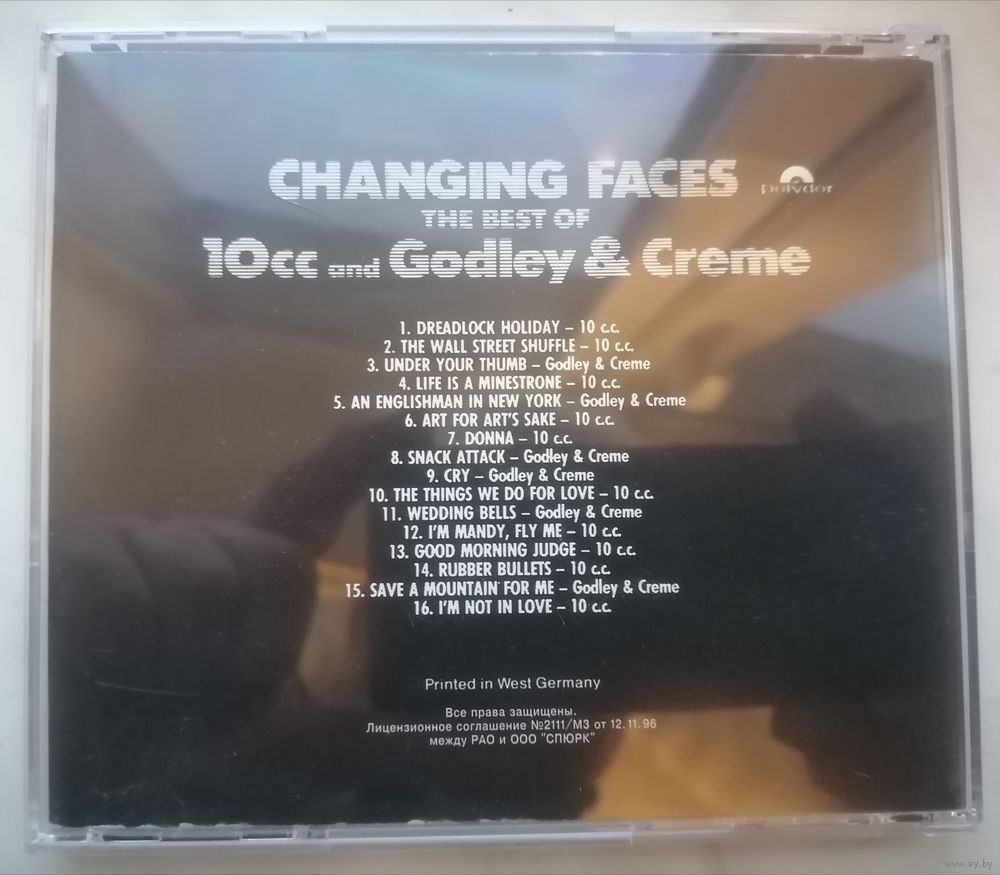 CHANGING FACES
polydor
THE BEST OF
10cc and Godley & Creme
1. DREADLOCK HOLIDAY – 10 c.c.
2. THE WALL STREET SHUFFLE – 10 c.c.
3. UNDER YOUR THUMB – Godley & Creme
4. LIFE IS A MINESTRONE – 10 c.c.
5. AN ENGLISHMAN IN NEW YORK – Godley & Creme
6. ART FOR ART'S SAKE – 10 c.c.
7. DONNA – 10 c.c.
8. SNACK ATTACK – Godley & Creme
9. CRY – Godley & Creme
10. THE THINGS WE DO FOR LOVE – 10 c.c.
11. WEDDING BELLS – Godley & Creme
12. I'M MANDY, FLY ME – 10 c.c.
13. GOOD MORNING JUDGE – 10 c.c.
14. RUBBER BULLETS – 10 c.c.
15. SAVE A MOUNTAIN FOR ME – Godley & Creme
16. I'M NOT IN LOVE – 10 c.c.
Printed in West Germany
Все права защищены.
Лицензионное соглашение №2111/МЗ от 12.11.96
между РАО и ООО "СПЮРК"
www.ay.by